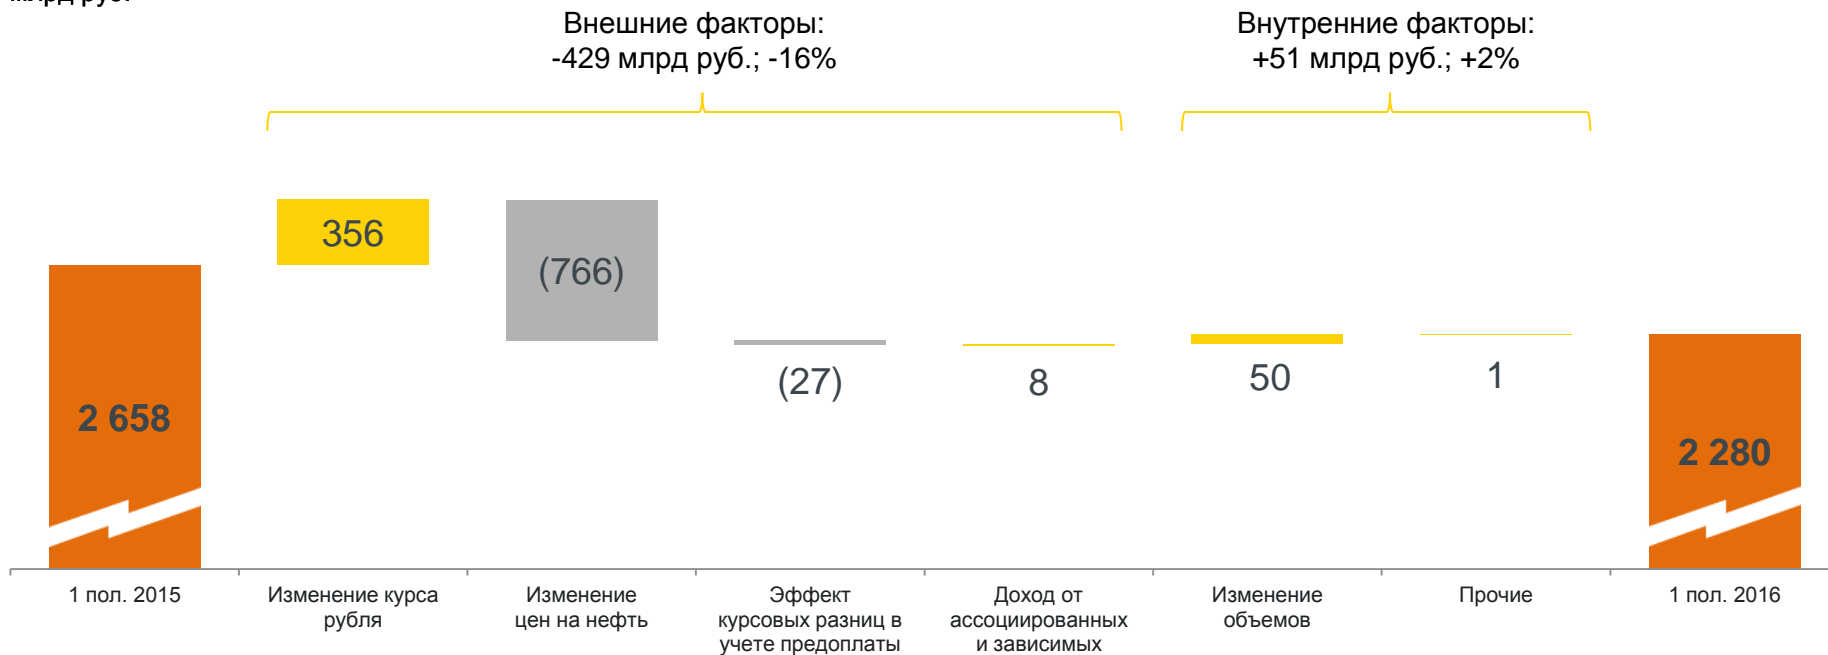 млрд руб.
Внешние факторы:
-429 млрд руб.; -16%
Внутренние факторы:
+51 млрд руб.; +2%
2 658
356
(766)
(27)
8
50
1
2 280
1 пол. 2015
Изменение курса
рубля
Изменение
цен на нефть
Эффект
курсовых разниц в
учете предоплаты
Доход от
ассоциированных
и зависимых
Изменение
объемов
Прочие
1 пол. 2016